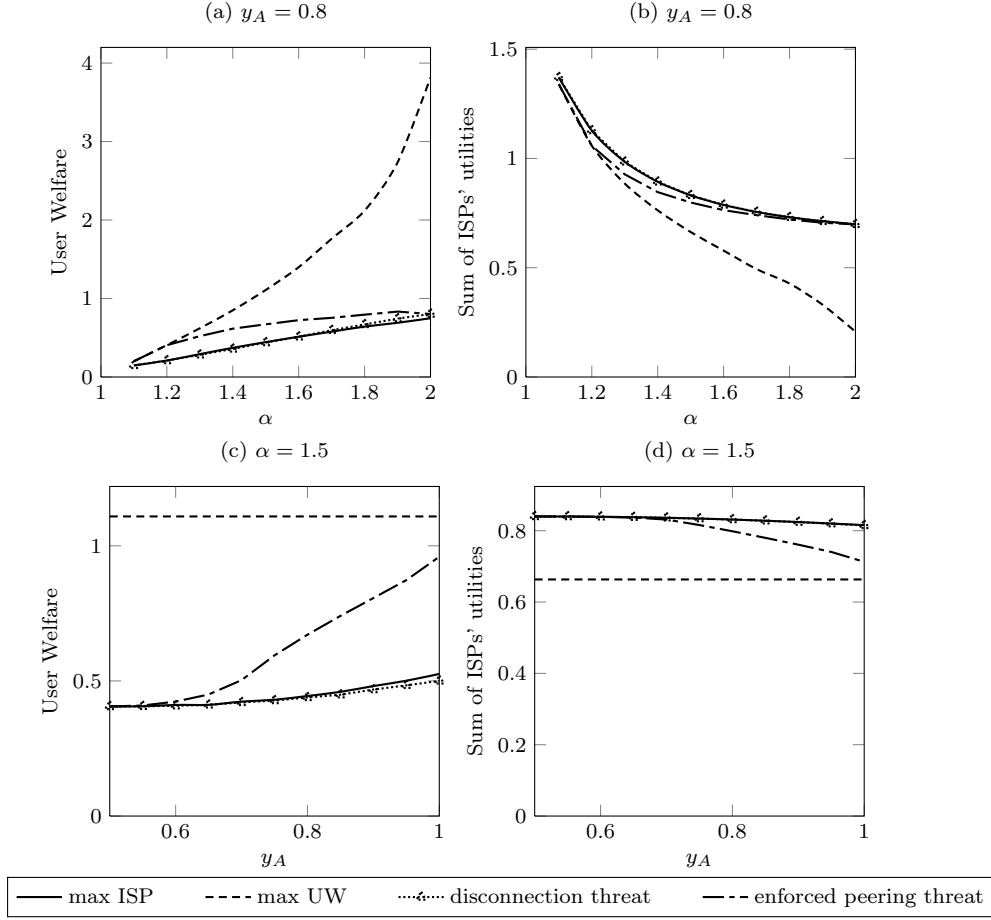 (a) y_A = 0.8
User Welfare
4
3
2
1
0
1 1.2 1.4 1.6 1.8 2
α
(b) y_A = 0.8
Sum of ISPs' utilities
1.5
1
0.5
0
1 1.2 1.4 1.6 1.8 2
α
(c) α = 1.5
User Welfare
1
0.5
0
0.6 0.8 1
y_A
(d) α = 1.5
Sum of ISPs' utilities
0.8
0.6
0.4
0.2
0
0.6 0.8 1
y_A
max ISP max UW disconnection threat enforced peering threat